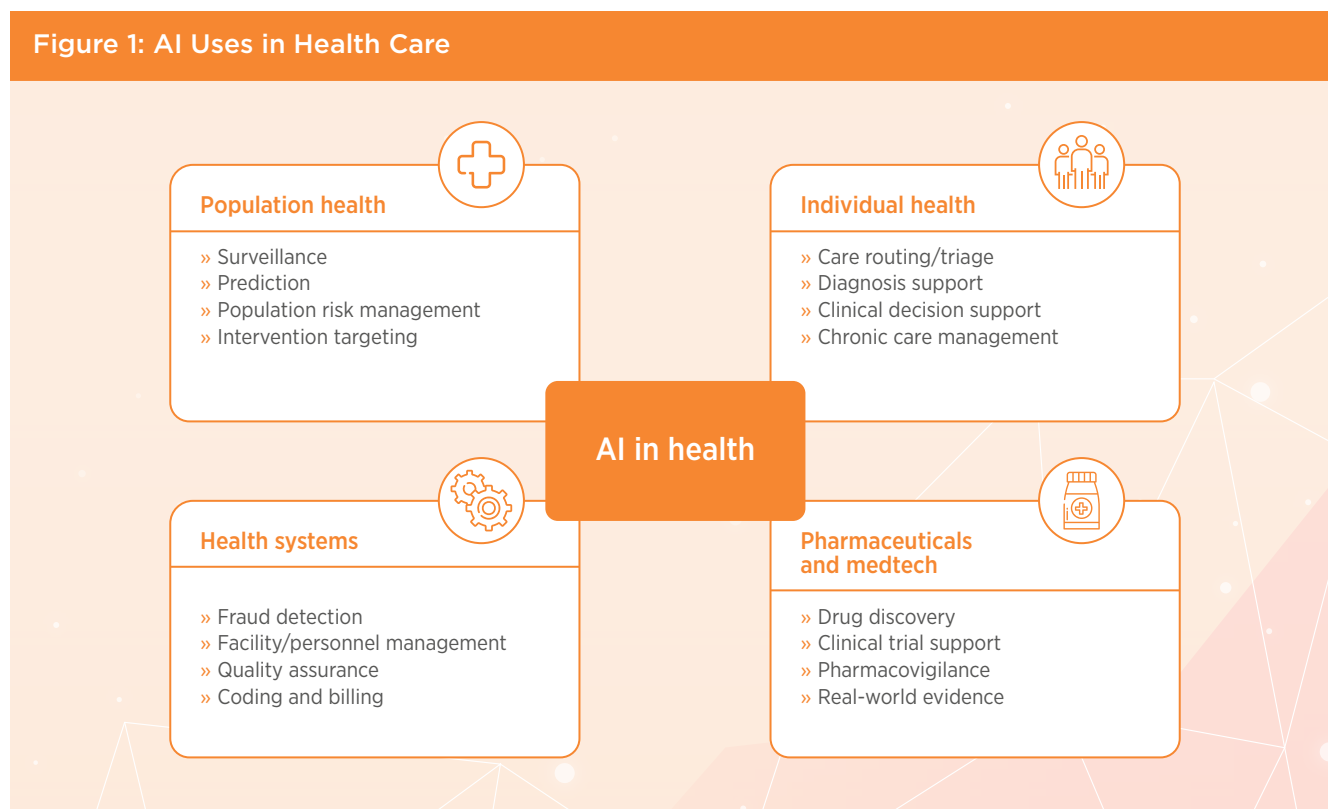 Figure 1: AI Uses in Health Care
Population health
» Surveillance
» Prediction
» Population risk management
» Intervention targeting
Individual health
» Care routing/triage
» Diagnosis support
» Clinical decision support
» Chronic care management
AI in health
Health systems
» Fraud detection
» Facility/personnel management
» Quality assurance
» Coding and billing
Pharmaceuticals
and medtech
» Drug discovery
» Clinical trial support
» Pharmacovigilance
» Real-world evidence